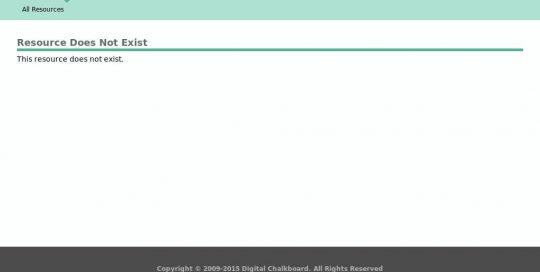 All Resources
Resource Does Not Exist
This resource does not exist.
Copyright © 2009-2015 Digital Chalkboard. All Rights Reserved